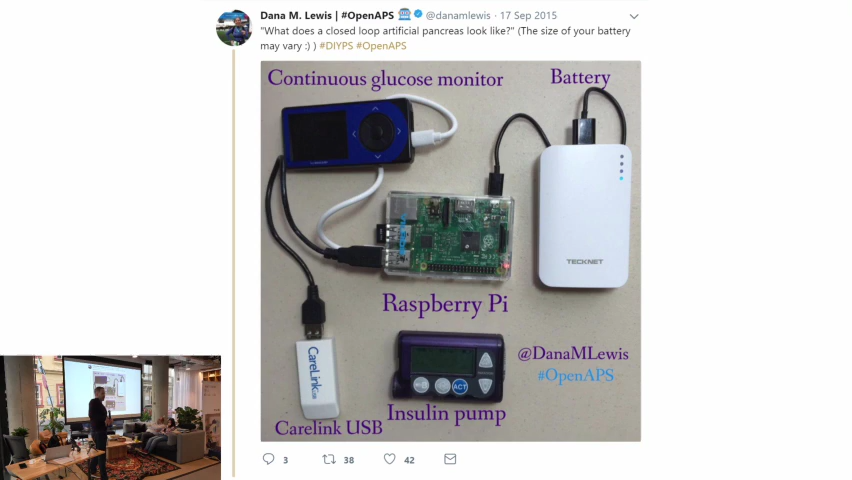 Dana M. Lewis | #OpenAPS @danamlewis · 17 Sep 2015
"What does a closed loop artificial pancreas look like?" (The size of your battery
may vary :) ) #DIYPS #OpenAPS
Continuous glucose monitor
Battery
TECKNET
Raspberry Pi
CareLink USB
ACT
@DanaMLewis
#OpenAPS
Insulin pump
Carelink USB
3 38 42